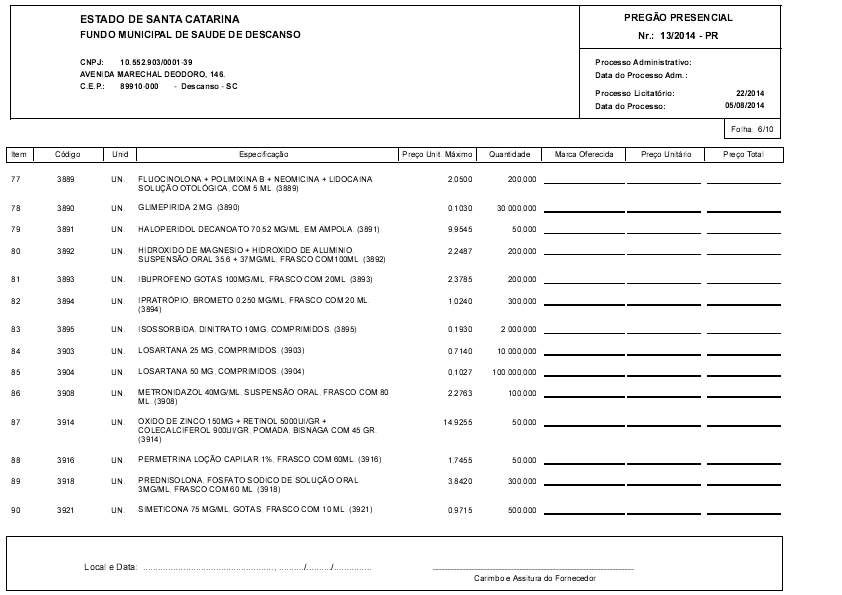 ESTADO DE SANTA CATARINA
FUNDO MUNICIPAL DE SAUDE DE DESCANSO
CNPJ: 10.552.903/0001-39
AVENIDA MARECHAL DEODORO, 146.
C.E.P.: 89910-000 - Descanso - SC
PREGÃO PRESENCIAL
Nr.: 13/2014 - PR
Processo Administrativo:
Data do Processo Adm.:
Processo Licitatório: 22/2014
Data do Processo: 05/08/2014
Folha: 6/10
Item Código Unid Especificação Preço Unit. Máximo Quantidade Marca Oferecida Preço Unitário Preço Total
77 3889 UN. FLUOCINOLONA + POLIMIXINA B + NEOMICINA + LIDOCAINA 2,0500 200,000
SOLUÇÃO OTOLÓGICA, COM 5 ML. (3889)
78 3890 UN. GLIMEPIRIDA 2 MG. (3890) 0,1030 30.000,000
79 3891 UN. HALOPERIDOL DECANOATO 70,52 MG/ML, EM AMPOLA. (3891) 9,9545 50,000
80 3892 UN. HIDROXIDO DE MAGNESIO + HIDROXIDO DE ALUMINIO, 2,2487 200,000
SUSPENSÃO ORAL 35,6 + 37MG/ML, FRASCO COM100ML. (3892)
81 3893 UN. IBUPROFENO GOTAS 100MG/ML, FRASCO COM 20ML. (3893) 2,3785 200,000
82 3894 UN. IPRATRÓPIO, BROMETO 0,250 MG/ML, FRASCO COM 20 ML. 1,0240 300,000
(3894)
83 3895 UN. ISOSSORBIDA, DINITRATO 10MG, COMPRIMIDOS. (3895) 0,1930 2.000,000
84 3903 UN. LOSARTANA 25 MG, COMPRIMIDOS. (3903) 0,7140 10.000,000
85 3904 UN. LOSARTANA 50 MG, COMPRIMIDOS. (3904) 0,1027 100.000,000
86 3908 UN. METRONIDAZOL 40MG/ML, SUSPENSÃO ORAL, FRASCO COM 80 2,2763 100,000
ML. (3908)
87 3914 UN. OXIDO DE ZINCO 150MG + RETINOL 5000UI/GR + 14,9255 50,000
COLECALCIFEROL 900UI/GR, POMADA, BISNAGA COM 45 GR.
(3914)
88 3916 UN. PERMETRINA LOÇÃO CAPILAR 1%, FRASCO COM 60ML. (3916) 1,7455 50,000
89 3918 UN. PREDNISOLONA, FOSFATO SODICO DE SOLUÇÃO ORAL 3,8420 300,000
3MG/ML, FRASCO COM 60 ML. (3918)
90 3921 UN. SIMETICONA 75 MG/ML, GOTAS, FRASCO COM 10 ML. (3921) 0,9715 500,000
Local e Data: ................................................., ........./........./..............
Carimbo e Assitura do Fornecedor